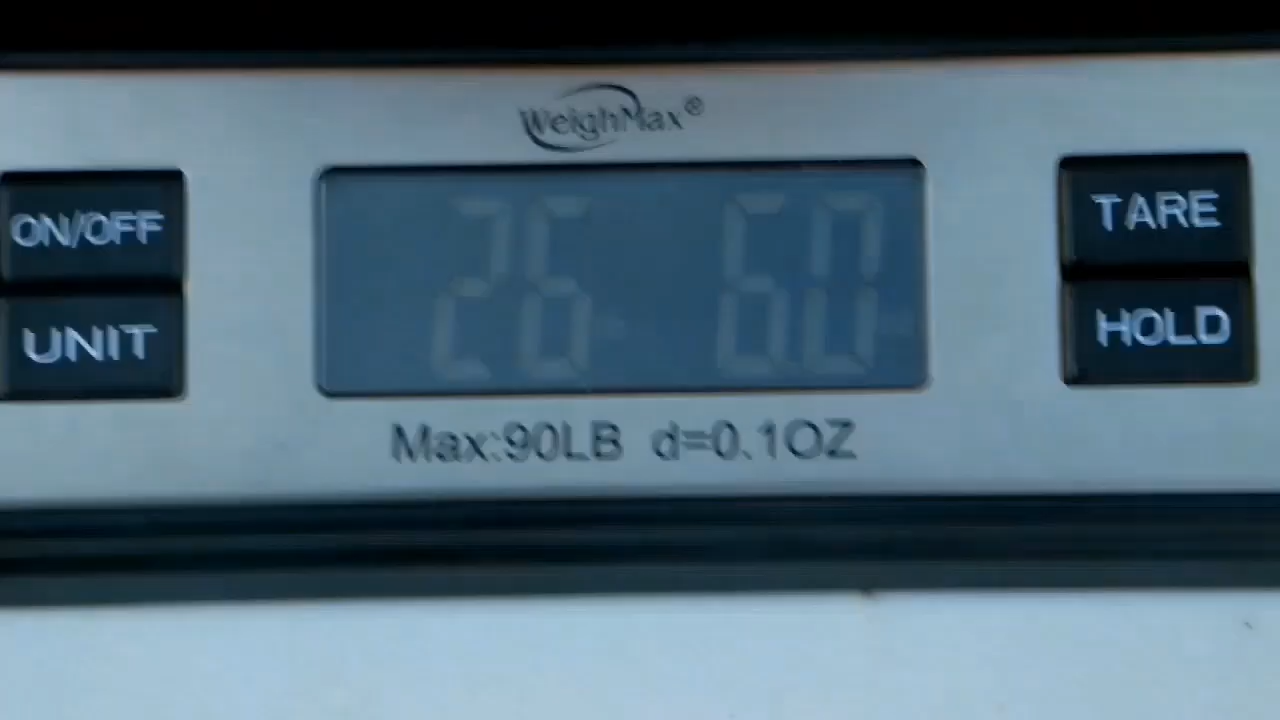 WeighMax®
ON/OFF
26 60
TARE
UNIT
HOLD
Max:90LB d=0.1OZ